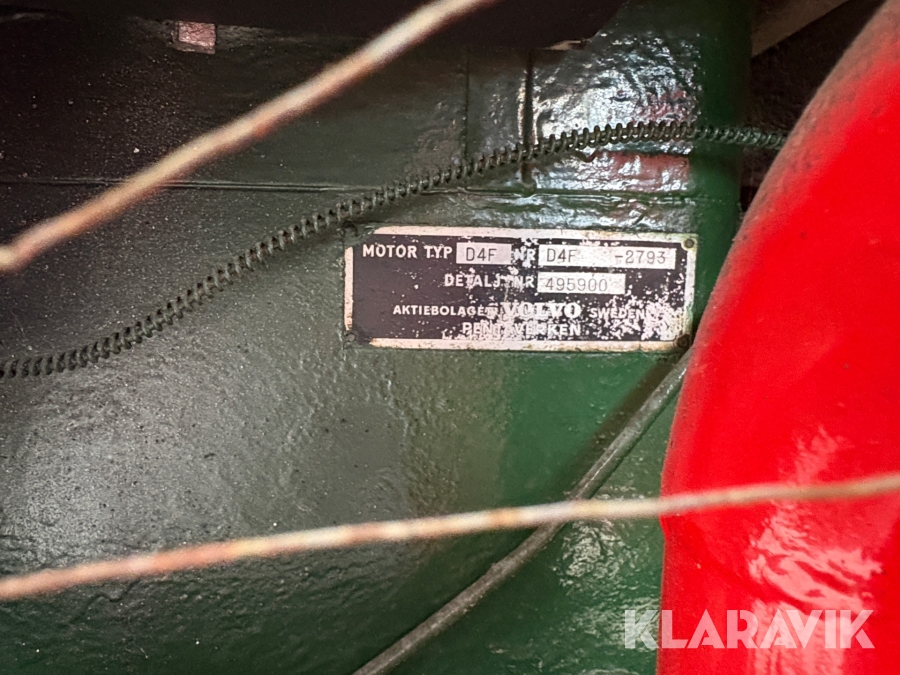 MOTOR TYP D4F NR D4F -2793
DETALJ NR 495900
AKTIEBOLAGET VOLVO SWEDEN
PENTAVERKEN
KLARAVIK